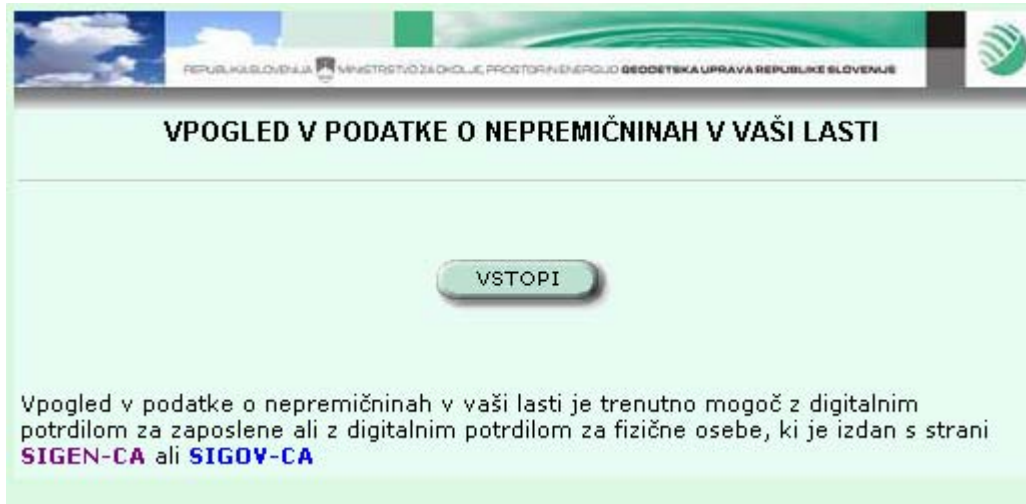 REPUBLIKA SLOVENIJA MINISTRSTVO ZA OKOLJE, PROSTOR IN ENERGIJO GEODETSKA UPRAVA REPUBLIKE SLOVENIJE
VPOGLED V PODATKE O NEPREMIČNINAH V VAŠI LASTI
VSTOPI
Vpogled v podatke o nepremičninah v vaši lasti je trenutno mogoč z digitalnim
potrdilom za zaposlene ali z digitalnim potrdilom za fizične osebe, ki je izdan s strani
SIGEN-CA ali SIGOV-CA